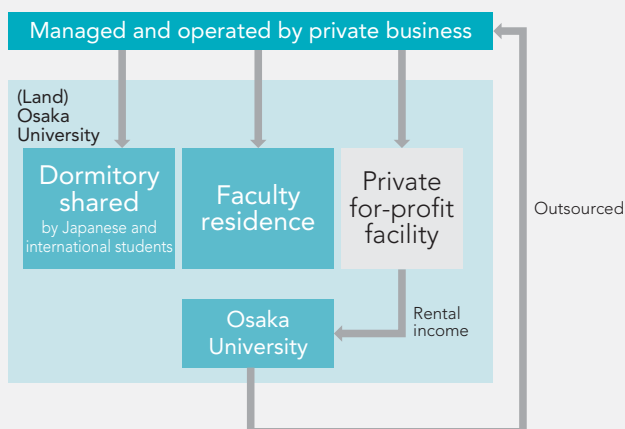 Managed and operated by private business
(Land)
Osaka
University
Dormitory
shared
by Japanese and
international students
Faculty
residence
Private
for-profit
facility
Outsourced
Rental
income
Osaka
University